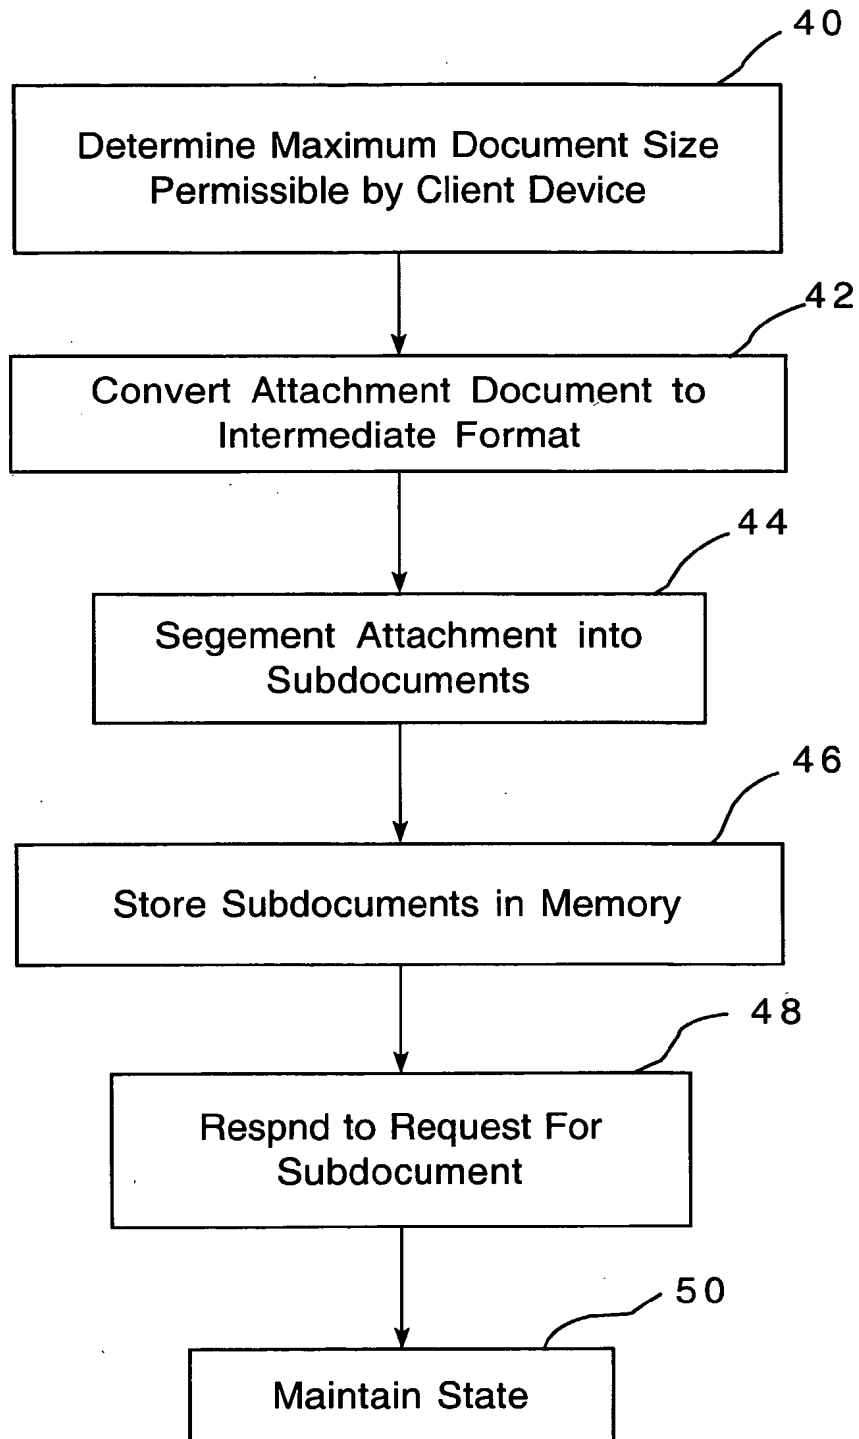 40
Determine Maximum Document Size
Permissible by Client Device
42
Convert Attachment Document to
Intermediate Format
44
Segement Attachment into
Subdocuments
46
Store Subdocuments in Memory
48
Respnd to Request For
Subdocument
50
Maintain State